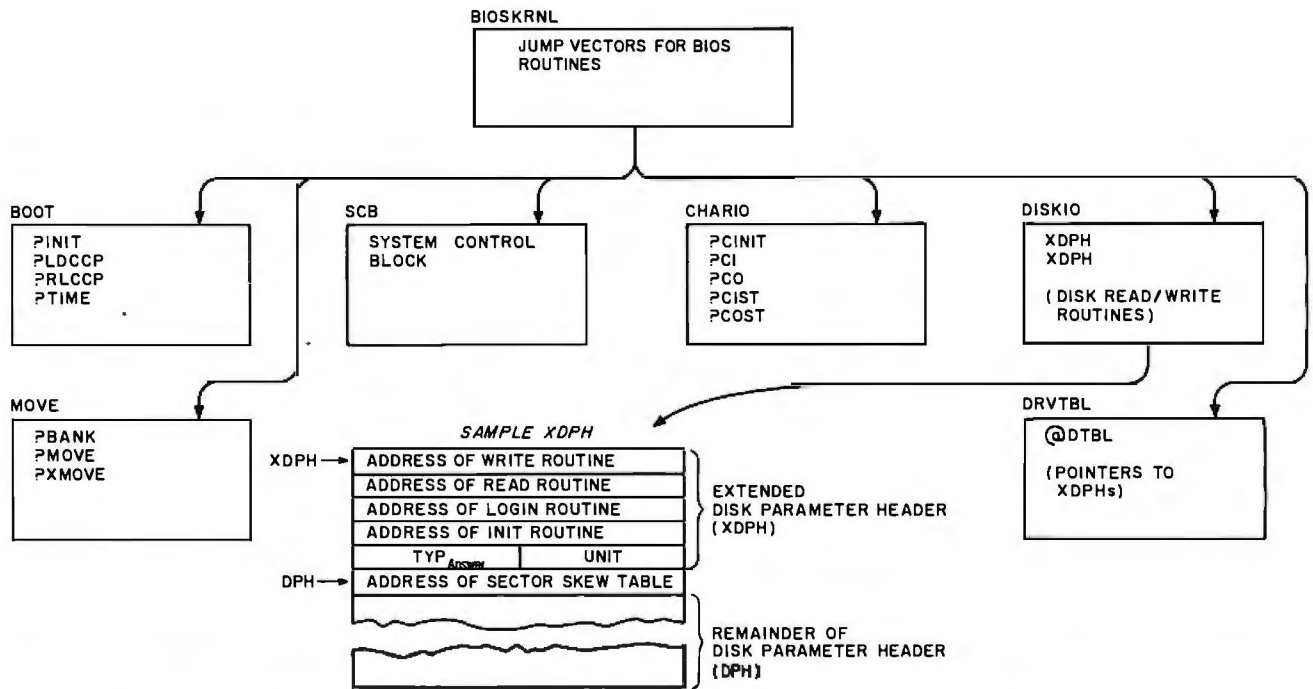 BIOSKRNL
JUMP VECTORS FOR BIOS
ROUTINES
BOOT
?INIT
?LDCCP
?RLCCP
?TIME
SCB
SYSTEM CONTROL
BLOCK
CHARIO
?CINIT
?CI
?CO
?CIST
?COST
DISKIO
XDPH
XDPH
(DISK READ/WRITE
ROUTINES)
MOVE
?BANK
?MOVE
?XMOVE
SAMPLE XDPH
XDPH
ADDRESS OF WRITE ROUTINE
ADDRESS OF READ ROUTINE
ADDRESS OF LOGIN ROUTINE
ADDRESS OF INIT ROUTINE
TYP Answer UNIT
EXTENDED
DISK PARAMETER HEADER
(XDPH)
DPH
ADDRESS OF SECTOR SKEW TABLE
REMAINDER OF
DISK PARAMETER HEADER
(DPH)
DRVTBL
@DTBL
(POINTERS TO
XDPHs)